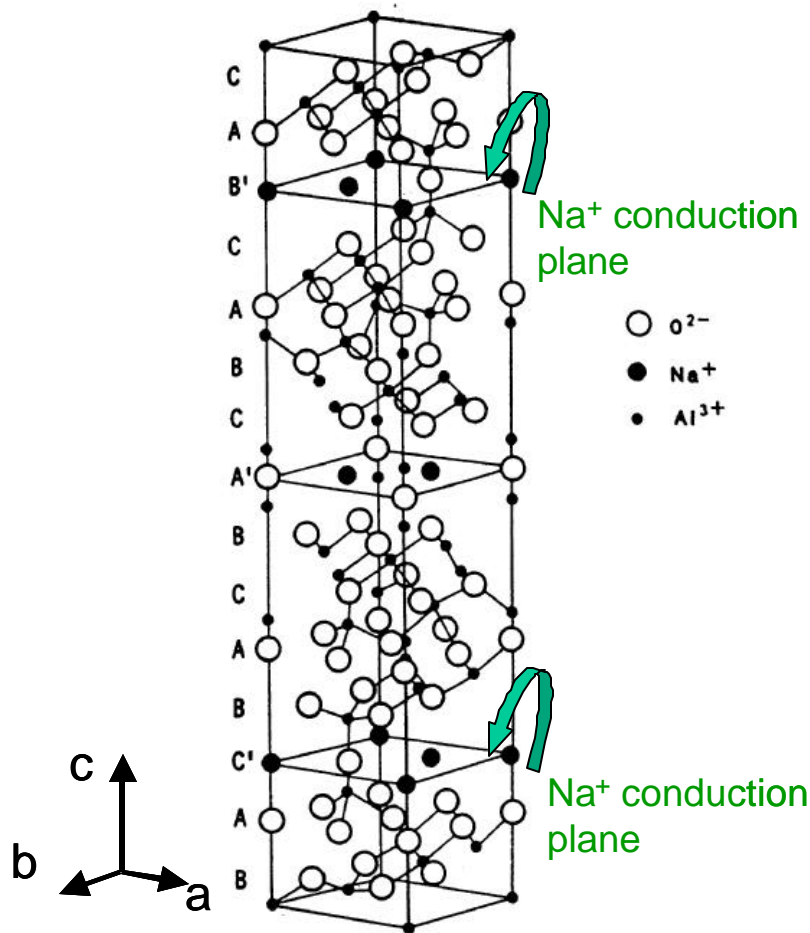 C
A
B'
C
A
B
C
A'
B
C
A
B
C'
A
B
Na⁺ conduction
plane
O²⁻
Na⁺
Al³⁺
Na⁺ conduction
plane
c
b
a